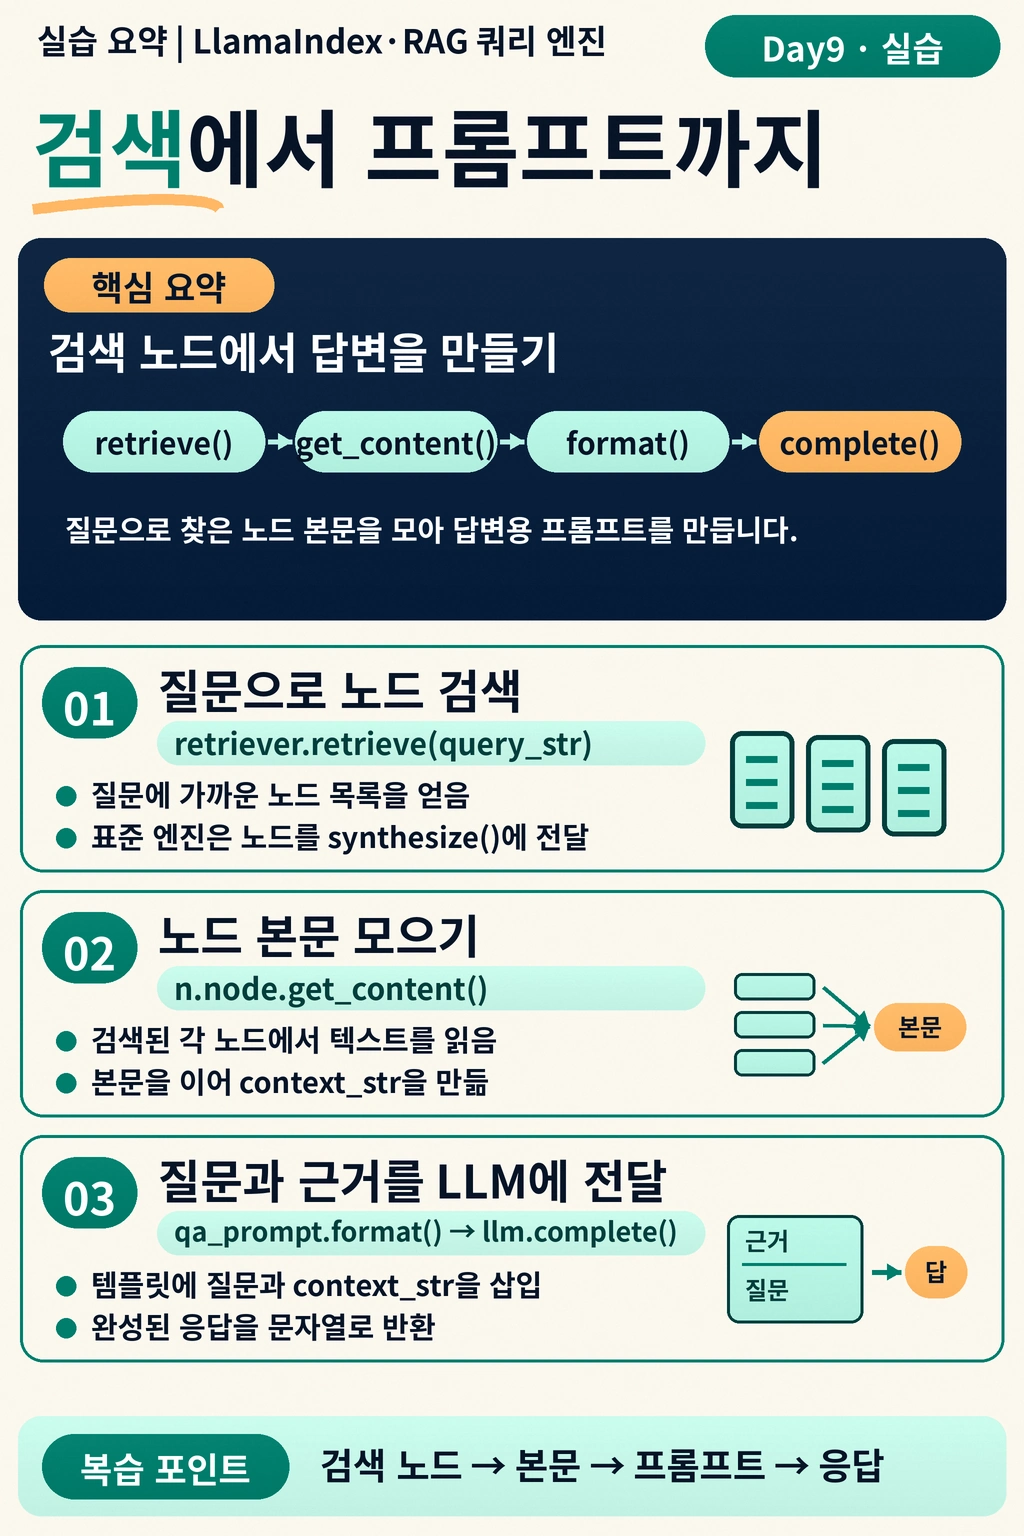 실습 요약 | LlamaIndex·RAG 쿼리 엔진
Day9 · 실습
검색에서 프롬프트까지
핵심 요약
검색 노드에서 답변을 만들기
retrieve() → get_content() → format() → complete()
질문으로 찾은 노드 본문을 모아 답변용 프롬프트를 만듭니다.
01 질문으로 노드 검색
retriever.retrieve(query_str)
● 질문에 가까운 노드 목록을 얻음
● 표준 엔진은 노드를 synthesize()에 전달
02 노드 본문 모으기
n.node.get_content()
● 검색된 각 노드에서 텍스트를 읽음
● 본문을 이어 context_str을 만듦
본문
03 질문과 근거를 LLM에 전달
qa_prompt.format() → llm.complete()
● 템플릿에 질문과 context_str을 삽입
● 완성된 응답을 문자열로 반환
근거
질문
답
복습 포인트
검색 노드 → 본문 → 프롬프트 → 응답